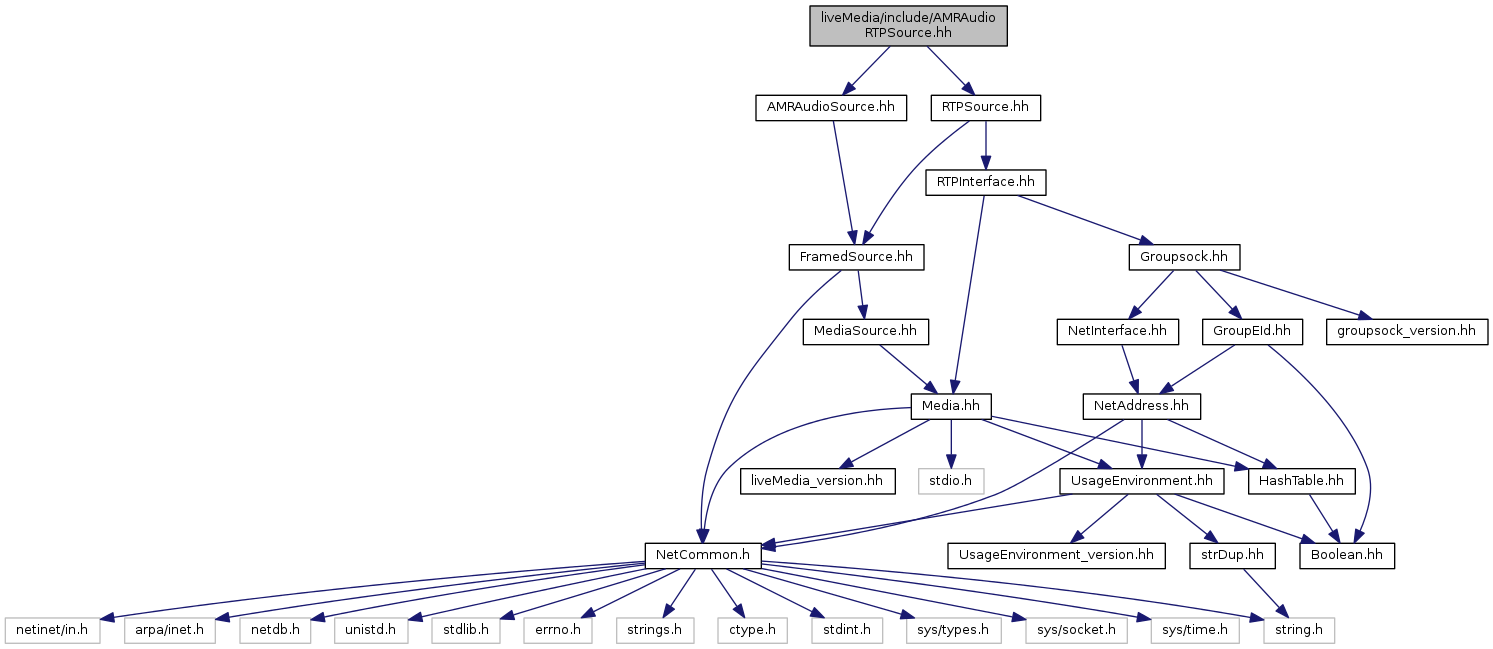 liveMedia/include/AMRAudio
RTPSource.hh
AMRAudioSource.hh
RTPSource.hh
RTPInterface.hh
FramedSource.hh
Groupsock.hh
MediaSource.hh
NetInterface.hh
GroupEId.hh
groupsock_version.hh
Media.hh
NetAddress.hh
liveMedia_version.hh
stdio.h
UsageEnvironment.hh
HashTable.hh
NetCommon.h
UsageEnvironment_version.hh
strDup.hh
Boolean.hh
netinet/in.h
arpa/inet.h
netdb.h
unistd.h
stdlib.h
errno.h
strings.h
ctype.h
stdint.h
sys/types.h
sys/socket.h
sys/time.h
string.h